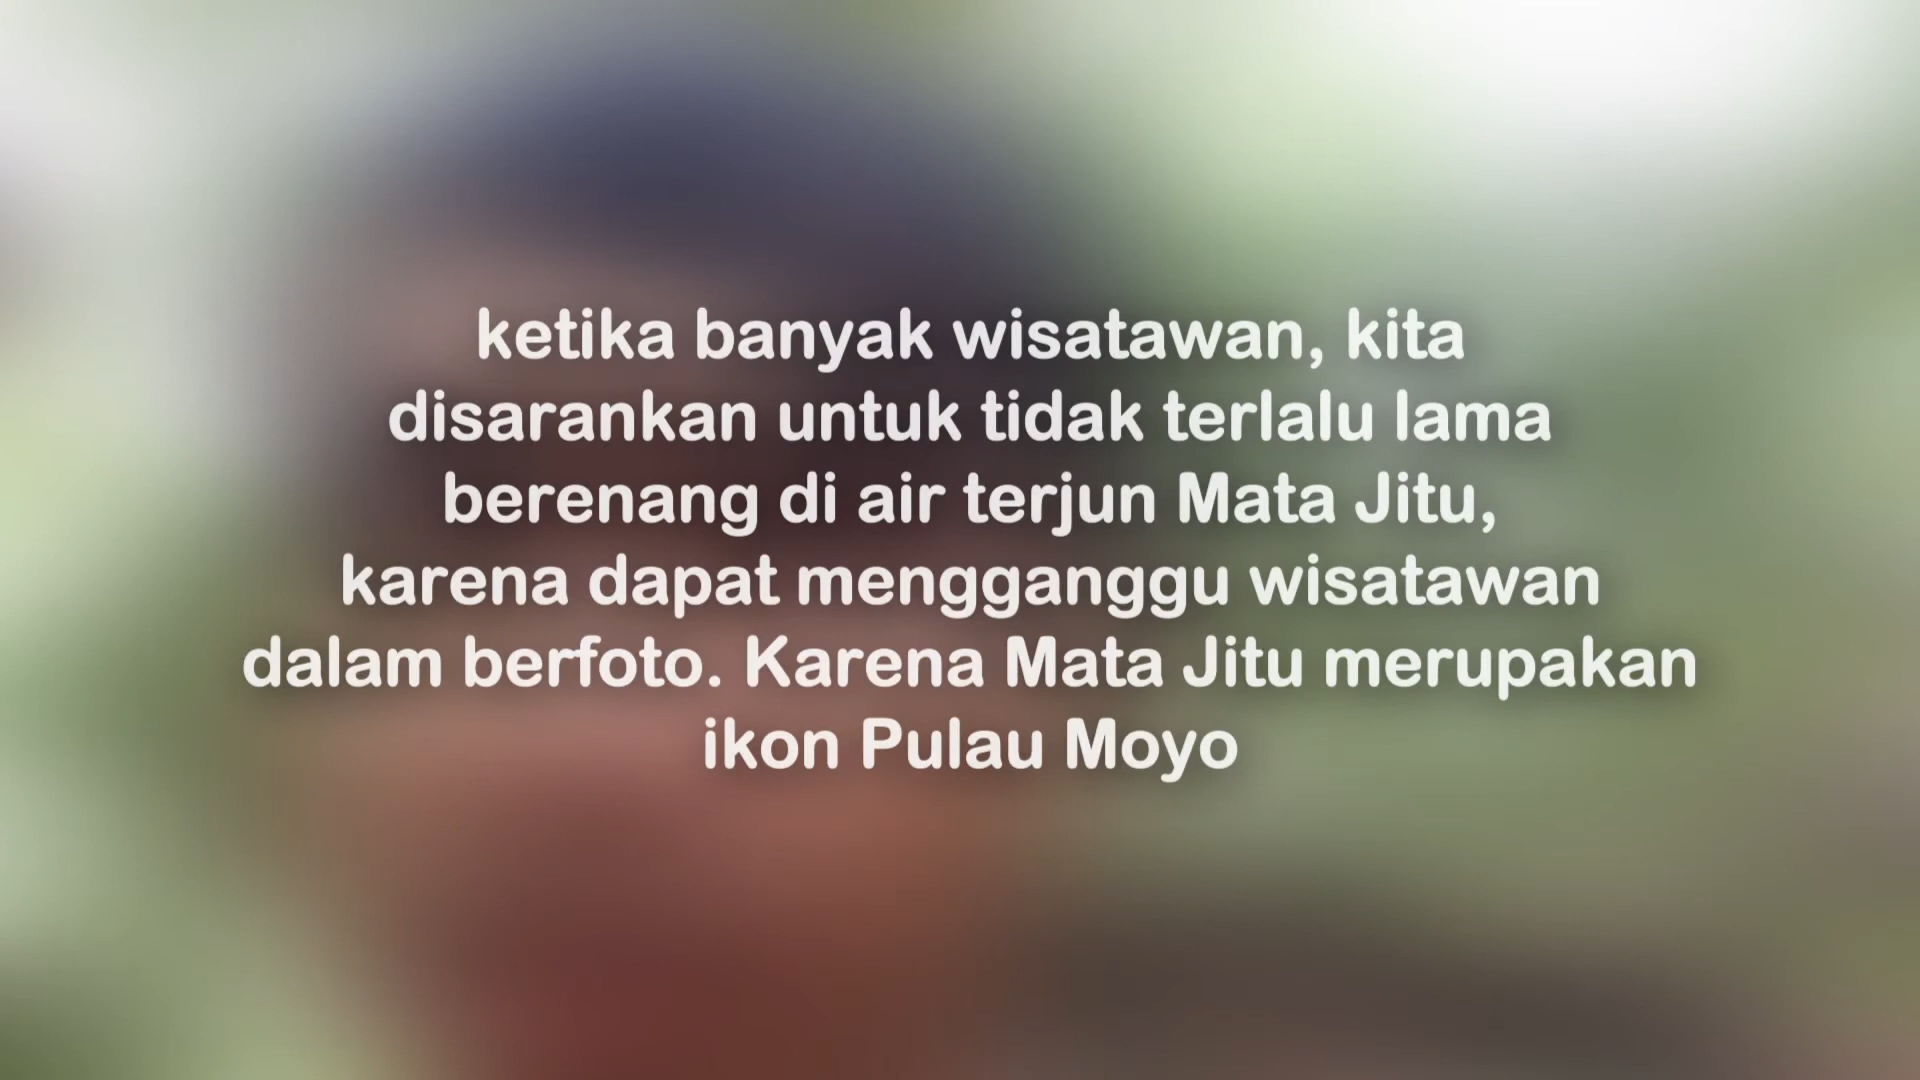 ketika banyak wisatawan, kita
disarankan untuk tidak terlalu lama
berenang di air terjun Mata Jitu,
karena dapat mengganggu wisatawan
dalam berfoto. Karena Mata Jitu merupakan
ikon Pulau Moyo